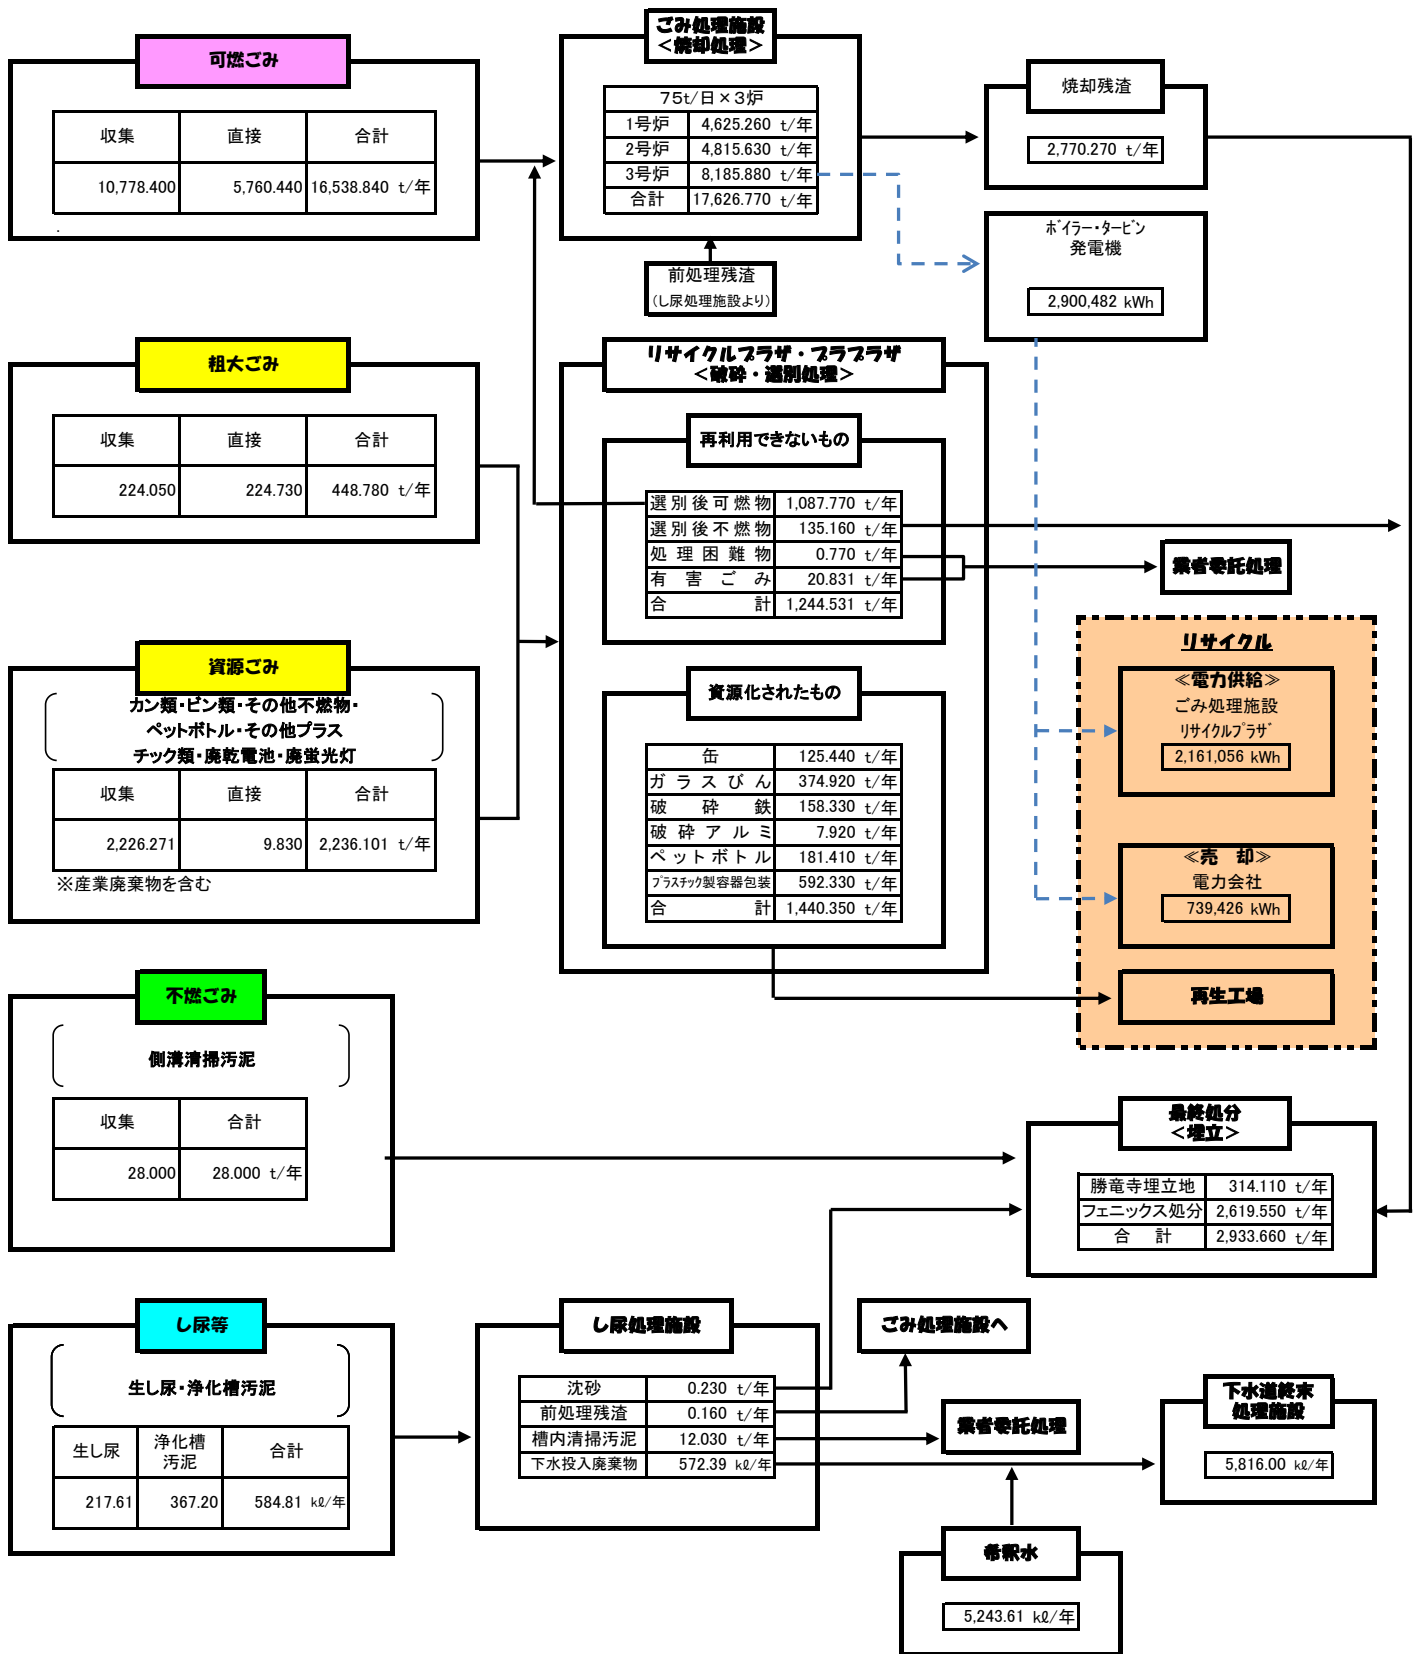 可燃ごみ
収集 直接 合計
10,778.400 5,760.440 16,538.840 t/年
.
ごみ処理施設
＜焼却処理＞
75t/日×3炉
1号炉 4,625.260 t/年
2号炉 4,815.630 t/年
3号炉 8,185.880 t/年
合計 17,626.770 t/年
前処理残渣
(し尿処理施設より)
焼却残渣
2,770.270 t/年
ﾎﾞｲﾗｰ・ﾀｰﾋﾞﾝ
発電機
2,900,482 kWh
粗大ごみ
収集 直接 合計
224.050 224.730 448.780 t/年
リサイクルプラザ・プラプラザ
＜破砕・選別処理＞
再利用できないもの
選別後可燃物 1,087.770 t/年
選別後不燃物 135.160 t/年
処理困難物 0.770 t/年
有害ごみ 20.831 t/年
合計 1,244.531 t/年
業者委託処理
資源ごみ
カン類・ビン類・その他不燃物・
ペットボトル・その他プラス
チック類・廃乾電池・廃蛍光灯
収集 直接 合計
2,226.271 9.830 2,236.101 t/年
※産業廃棄物を含む
資源化されたもの
缶 125.440 t/年
ガラスびん 374.920 t/年
破砕鉄 158.330 t/年
破砕アルミ 7.920 t/年
ペットボトル 181.410 t/年
ﾌﾟﾗｽﾁｯｸ製容器包装 592.330 t/年
合計 1,440.350 t/年
リサイクル
≪電力供給≫
ごみ処理施設
ﾘｻｲｸﾙﾌﾟﾗｻﾞ
2,161,056 kWh
≪売 却≫
電力会社
739,426 kWh
再生工場
不燃ごみ
側溝清掃汚泥
収集 合計
28.000 28.000 t/年
最終処分
＜埋立＞
勝竜寺埋立地 314.110 t/年
フェニックス処分 2,619.550 t/年
合 計 2,933.660 t/年
し尿等
生し尿・浄化槽汚泥
生し尿 浄化槽 合計
汚泥
217.61 367.20 584.81 kℓ/年
し尿処理施設
沈砂 0.230 t/年
前処理残渣 0.160 t/年
槽内清掃汚泥 12.030 t/年
下水投入廃棄物 572.39 kℓ/年
ごみ処理施設へ
業者委託処理
下水道終末
処理施設
5,816.00 kℓ/年
希釈水
5,243.61 kℓ/年